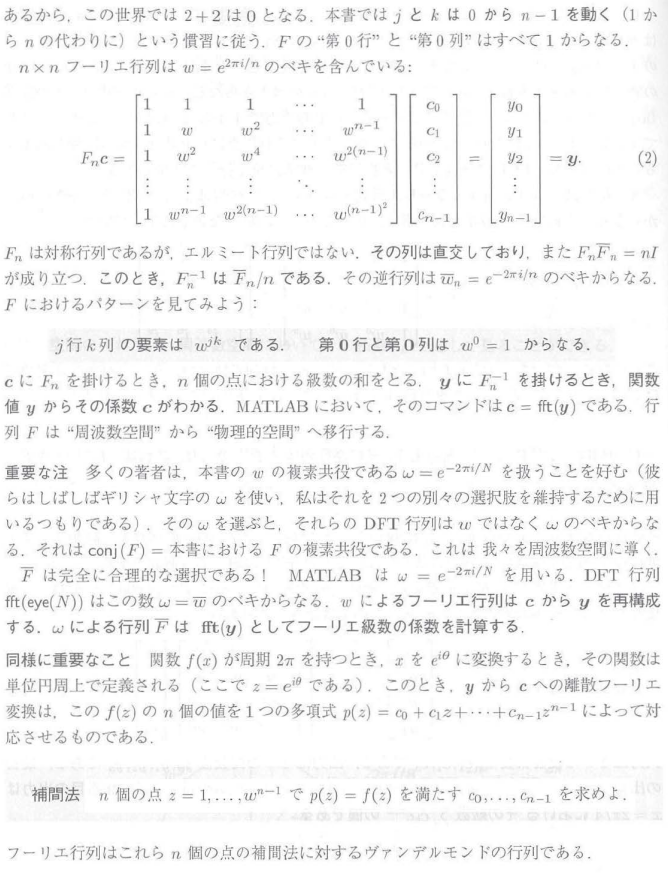 あるから，この世界では 2+2 は 0 となる．本書では j と k は 0 から n−1 を動く（1 か
ら n の代わりに）という慣習に従う．F の “第 0 行” と “第 0 列” はすべて 1 からなる．
n×n フーリエ行列は w = e^{2πi/n} のベキを含んでいる:
F_n c = [1 1 1 ⋯ 1; 1 w w^2 ⋯ w^{n−1}; 1 w^2 w^4 ⋯ w^{2(n−1)}; ⋮ ⋮ ⋮ ⋱ ⋮; 1 w^{n−1} w^{2(n−1)} ⋯ w^{(n−1)^2}] [c_0; c_1; c_2; ⋮; c_{n−1}] = [y_0; y_1; y_2; ⋮; y_{n−1}] = y. (2)
F_n は対称行列であるが，エルミート行列ではない．その列は直交しており，また F_n F̅_n = nI
が成り立つ．このとき，F_n^{−1} は F̅_n/n である．その逆行列は w̅_n = e^{−2πi/n} のベキからなる．
F におけるパターンを見てみよう：
j 行 k 列 の要素は w^{jk} である． 第 0 行と第 0 列は w^0 = 1 からなる．
c に F_n を掛けるとき，n 個の点における級数の和をとる． y に F_n^{−1} を掛けるとき，関数
値 y からその係数 c がわかる．MATLAB において，そのコマンドは c = fft(y) である．行
列 F は “周波数空間” から “物理的空間” へ移行する．
重要な注 多くの著者は，本書の w の複素共役である ω = e^{−2πi/N} を扱うことを好む（彼
らはしばしばギリシャ文字の ω を使い，私はそれを 2 つの別々の選択肢を維持するために用
いるつもりである）．その ω を選ぶと，それらの DFT 行列は w ではなく ω のベキからな
る．それは conj(F) = 本書における F の複素共役である．これは 我々を周波数空間に導く．
F̅ は完全に合理的な選択である！ MATLAB は ω = e^{−2πi/N} を用いる．DFT 行列
fft(eye(N)) はこの数 ω = w̅ のベキからなる．w によるフーリエ行列は c から y を再構成
する．ω による行列 F̅ は fft(y) としてフーリエ級数の係数を計算する．
同様に重要なこと 関数 f(x) が周期 2π を持つとき，x を e^{iθ} に変換するとき，その関数は
単位円周上で定義される（ここで z = e^{iθ} である）．このとき，y から c への離散フーリエ
変換は，この f(z) の n 個の値を 1 つの多項式 p(z) = c_0 + c_1z + ⋯ + c_{n−1}z^{n−1} によって対
応させるものである．
補間法 n 個の点 z = 1, . . . , w^{n−1} で p(z) = f(z) を満たす c_0, . . . , c_{n−1} を求めよ．
フーリエ行列はこれら n 個の点の補間法に対するヴァンデルモンドの行列である．